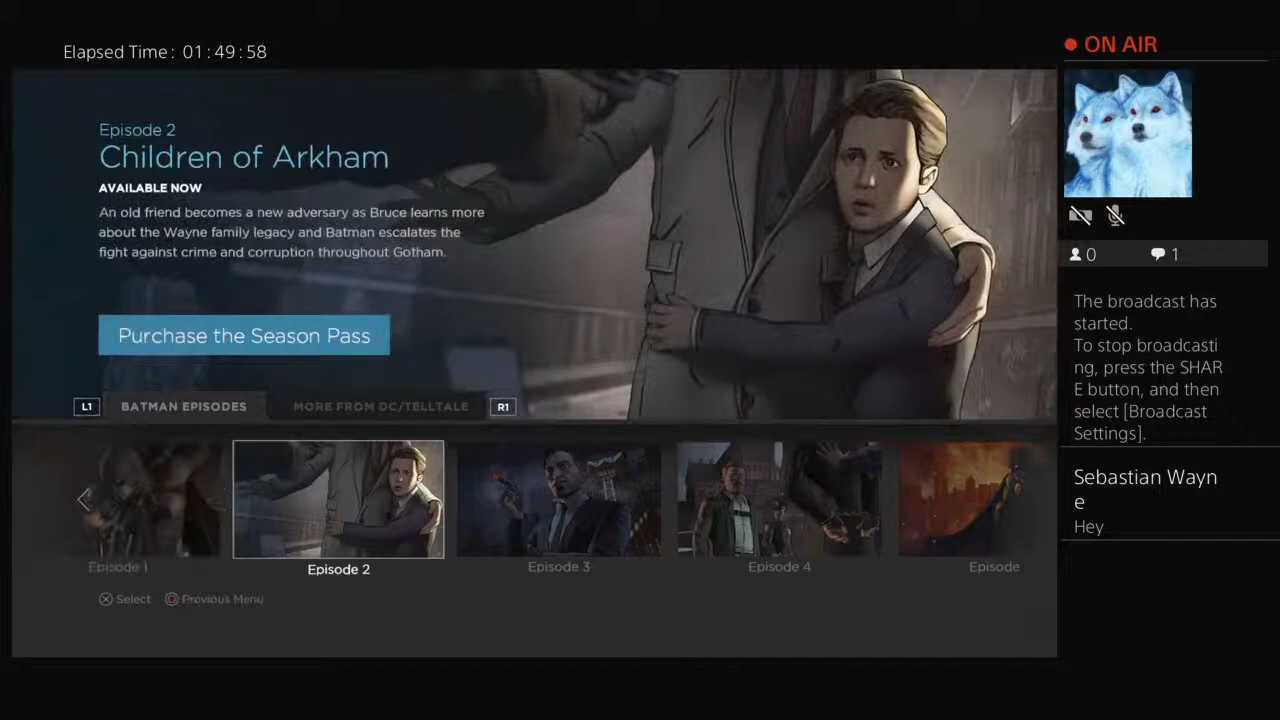 Elapsed Time: 01:49:58
ON AIR
Episode 2
Children of Arkham
AVAILABLE NOW
An old friend becomes a new adversary as Bruce learns more
about the Wayne family legacy and Batman escalates the
fight against crime and corruption throughout Gotham.
Purchase the Season Pass
L1
BATMAN EPISODES
MORE FROM DC/TELLTALE
R1
Episode 1
Episode 2
Episode 3
Episode 4
Episode
Select
Previous Menu
0
1
The broadcast has
started.
To stop broadcasti
ng, press the SHAR
E button, and then
select [Broadcast
Settings].
Sebastian Wayn
e
Hey